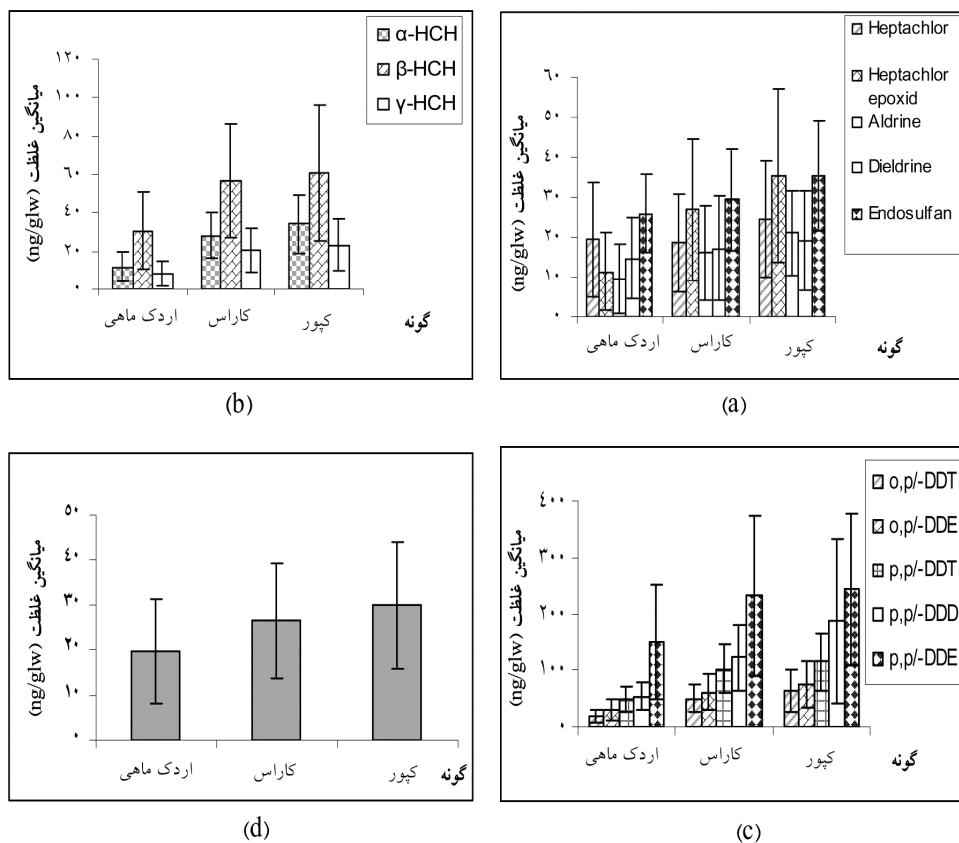 α-HCH
β-HCH
γ-HCH
میانگین غلظت (ng/glw)
۱۲۰
۱۰۰
۸۰
۶۰
۴۰
۲۰
۰
اردک ماهی
کاراس
کپور
گونه
(b)
Heptachlor
Heptachlor
epoxid
Aldrine
Dieldrine
Endosulfan
میانگین غلظت (ng/glw)
۶۰
۵۰
۴۰
۳۰
۲۰
۱۰
۰
اردک ماهی
کاراس
کپور
گونه
(a)
میانگین غلظت (ng/glw)
۵۰
۴۰
۳۰
۲۰
۱۰
۰
اردک ماهی
کاراس
کپور
گونه
(d)
o,p/-DDT
o,p/-DDE
p,p/-DDT
p,p/-DDD
p,p/-DDE
میانگین غلظت (ng/glw)
۴۰۰
۳۰۰
۲۰۰
۱۰۰
۰
اردک ماهی
کاراس
کپور
گونه
(c)